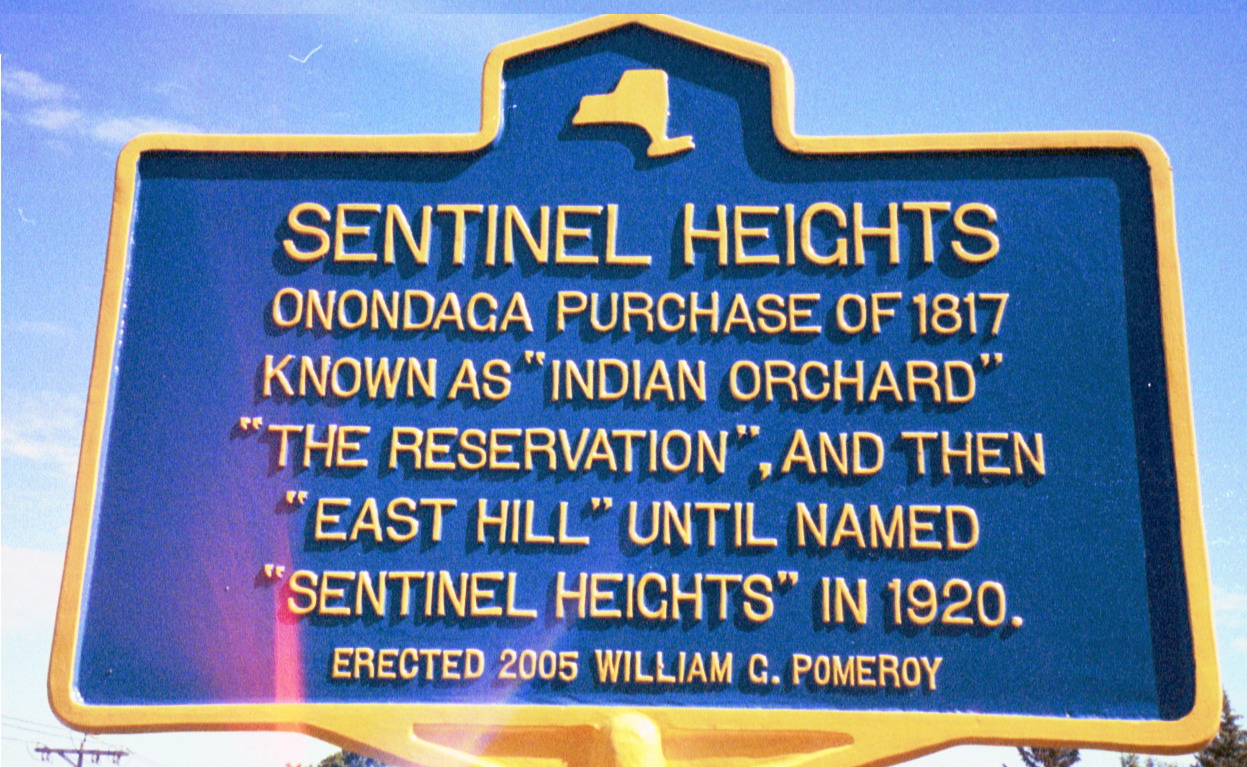 SENTINEL HEIGHTS
ONONDAGA PURCHASE OF 1817
KNOWN AS "INDIAN ORCHARD"
"THE RESERVATION", AND THEN
"EAST HILL" UNTIL NAMED
"SENTINEL HEIGHTS" IN 1920.
ERECTED 2005 WILLIAM G. POMEROY